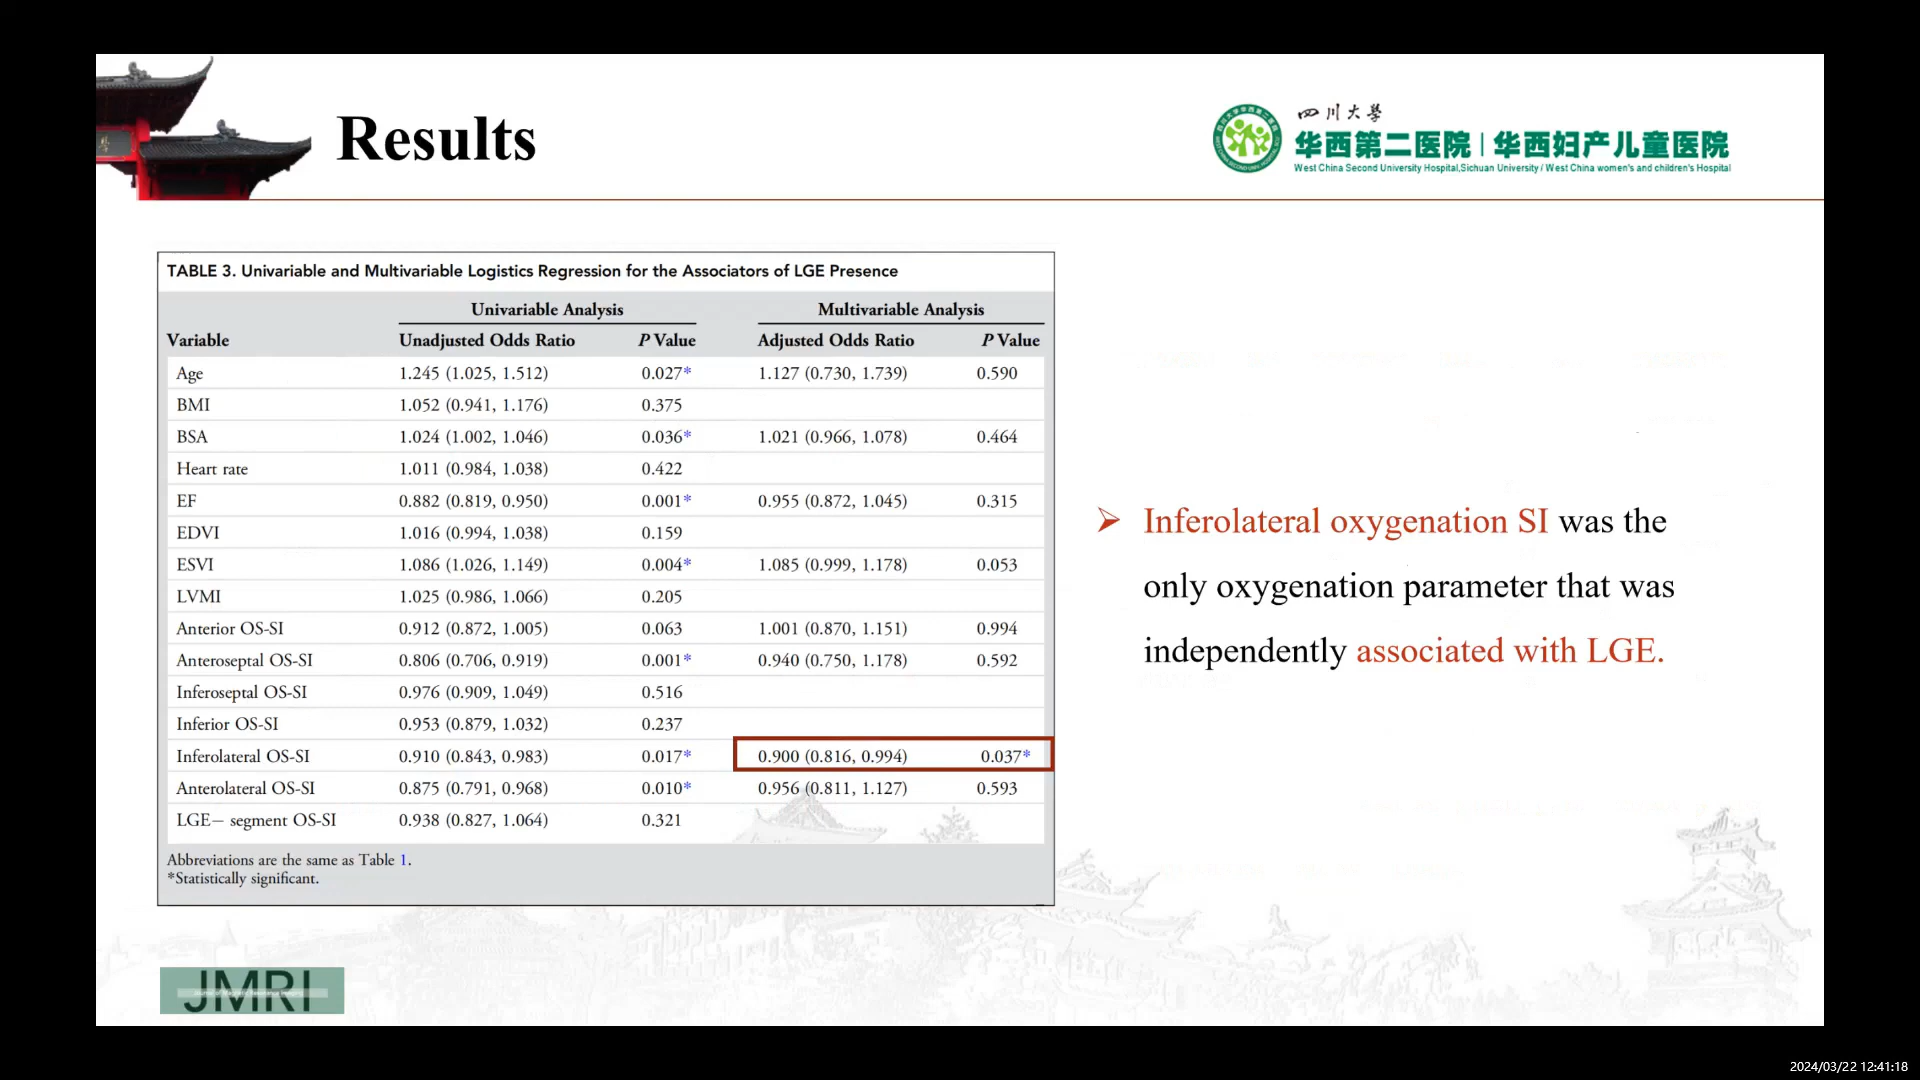 Results
四川大學
华西第二医院 | 华西妇产儿童医院
West China Second University Hospital,Sichuan University / West China women's and children's Hospital
TABLE 3. Univariable and Multivariable Logistics Regression for the Associators of LGE Presence
Univariable Analysis Multivariable Analysis
Variable Unadjusted Odds Ratio P Value Adjusted Odds Ratio P Value
Age 1.245 (1.025, 1.512) 0.027* 1.127 (0.730, 1.739) 0.590
BMI 1.052 (0.941, 1.176) 0.375
BSA 1.024 (1.002, 1.046) 0.036* 1.021 (0.966, 1.078) 0.464
Heart rate 1.011 (0.984, 1.038) 0.422
EF 0.882 (0.819, 0.950) 0.001* 0.955 (0.872, 1.045) 0.315
EDVI 1.016 (0.994, 1.038) 0.159
ESVI 1.086 (1.026, 1.149) 0.004* 1.085 (0.999, 1.178) 0.053
LVMI 1.025 (0.986, 1.066) 0.205
Anterior OS-SI 0.912 (0.872, 1.005) 0.063 1.001 (0.870, 1.151) 0.994
Anteroseptal OS-SI 0.806 (0.706, 0.919) 0.001* 0.940 (0.750, 1.178) 0.592
Inferoseptal OS-SI 0.976 (0.909, 1.049) 0.516
Inferior OS-SI 0.953 (0.879, 1.032) 0.237
Inferolateral OS-SI 0.910 (0.843, 0.983) 0.017* 0.900 (0.816, 0.994) 0.037*
Anterolateral OS-SI 0.875 (0.791, 0.968) 0.010* 0.956 (0.811, 1.127) 0.593
LGE− segment OS-SI 0.938 (0.827, 1.064) 0.321
Abbreviations are the same as Table 1.
*Statistically significant.
➢ Inferolateral oxygenation SI was the
only oxygenation parameter that was
independently associated with LGE.
JMRI
2024/03/22 12:41:18